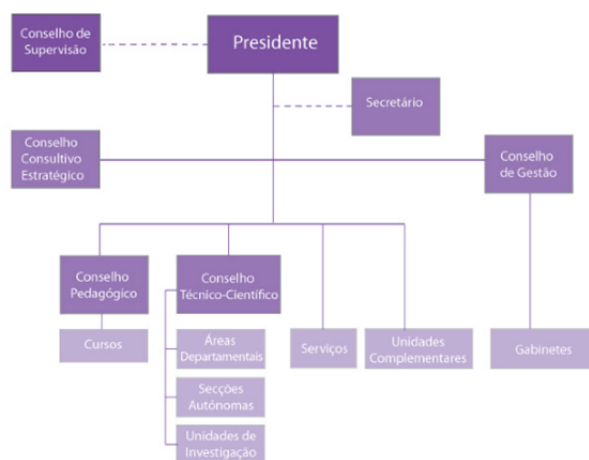 Conselho de
Supervisão
Presidente
Secretário
Conselho
Consultivo
Estratégico
Conselho
de Gestão
Conselho
Pedagógico
Conselho
Técnico-Científico
Cursos
Áreas
Departamentais
Serviços
Unidades
Complementares
Gabinetes
Secções
Autónomas
Unidades de
Investigação